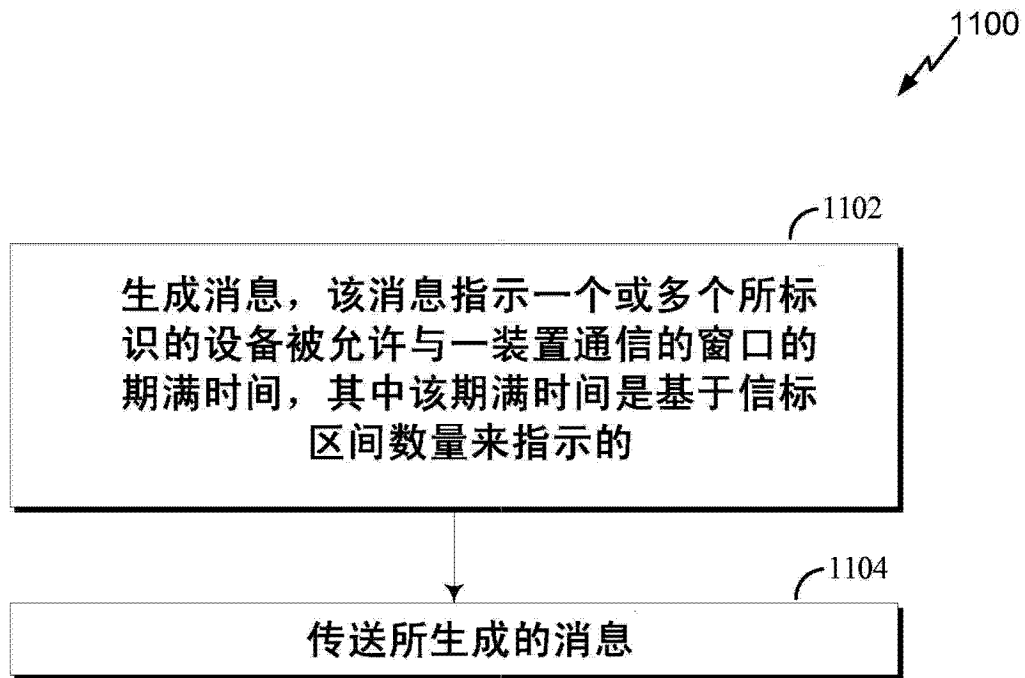 1100
1102
生成消息，该消息指示一个或多个所标
识的设备被允许与一装置通信的窗口的
期满时间，其中该期满时间是基于信标
区间数量来指示的
1104
传送所生成的消息